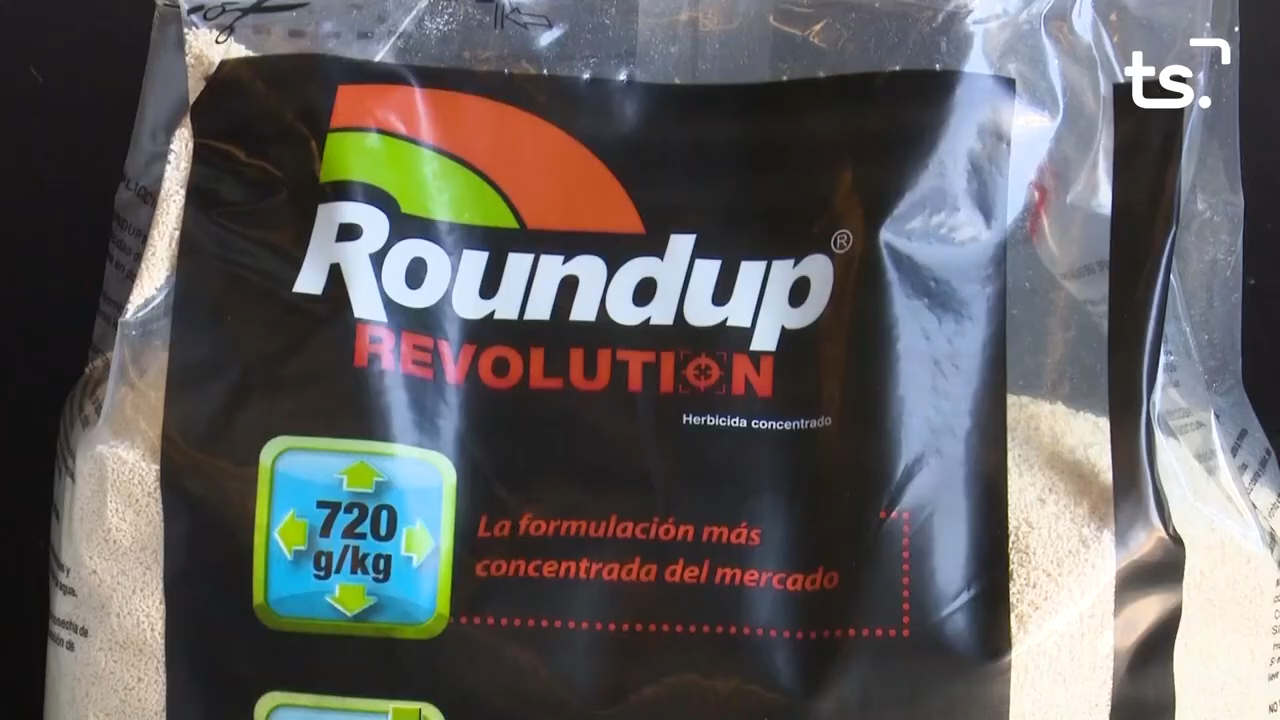 ts.
Roundup®
REVOLUTION
Herbicida concentrado
720
g/kg
La formulación más
concentrada del mercado